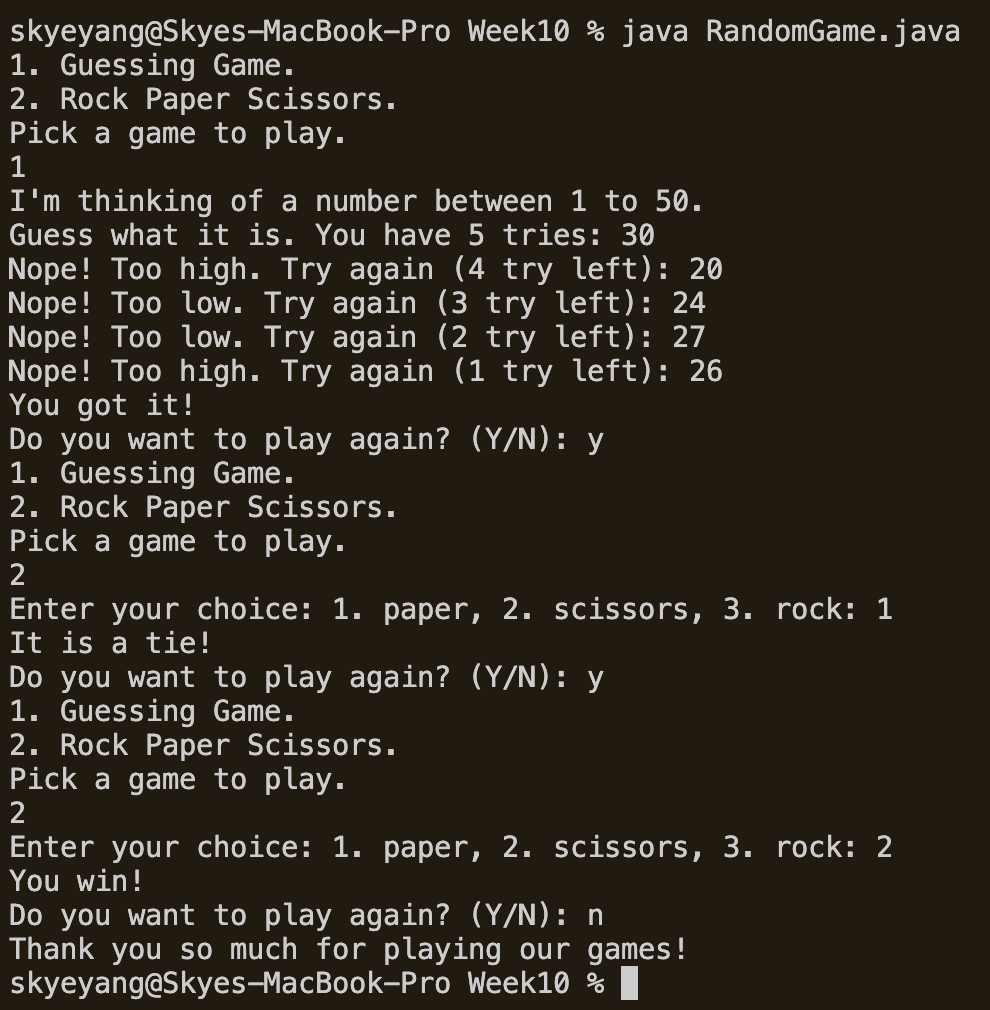 skyeyang@Skyes-MacBook-Pro Week10 % java RandomGame.java
1. Guessing Game.
2. Rock Paper Scissors.
Pick a game to play.
1
I'm thinking of a number between 1 to 50.
Guess what it is. You have 5 tries: 30
Nope! Too high. Try again (4 try left): 20
Nope! Too low. Try again (3 try left): 24
Nope! Too low. Try again (2 try left): 27
Nope! Too high. Try again (1 try left): 26
You got it!
Do you want to play again? (Y/N): y
1. Guessing Game.
2. Rock Paper Scissors.
Pick a game to play.
2
Enter your choice: 1. paper, 2. scissors, 3. rock: 1
It is a tie!
Do you want to play again? (Y/N): y
1. Guessing Game.
2. Rock Paper Scissors.
Pick a game to play.
2
Enter your choice: 1. paper, 2. scissors, 3. rock: 2
You win!
Do you want to play again? (Y/N): n
Thank you so much for playing our games!
skyeyang@Skyes-MacBook-Pro Week10 %